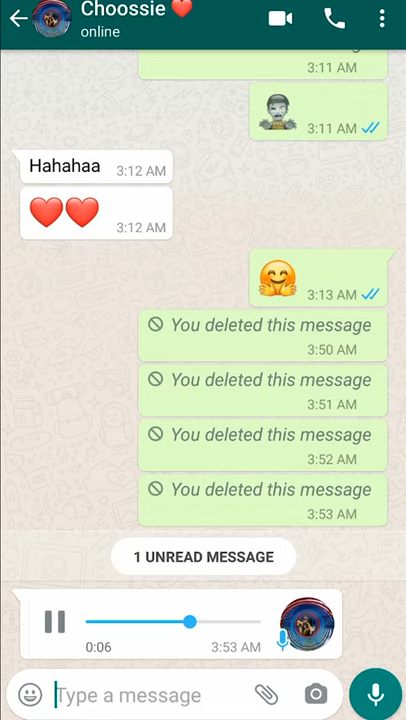 Choossie
online
3:11 AM
3:11 AM
Hahahaa 3:12 AM
3:12 AM
3:13 AM
You deleted this message
3:50 AM
You deleted this message
3:51 AM
You deleted this message
3:52 AM
You deleted this message
3:53 AM
1 UNREAD MESSAGE
0:06 3:53 AM
Type a message